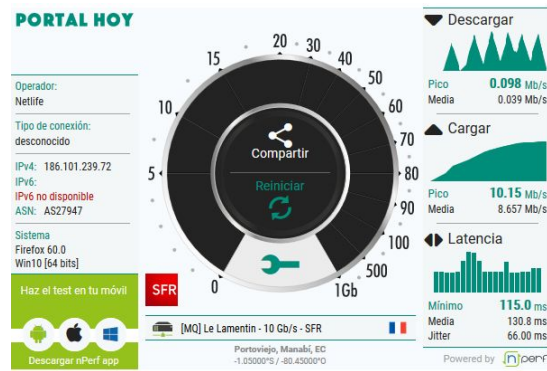 PORTAL HOY
Operador:
Netlife
Tipo de conexión:
desconocido
IPv4: 186.101.239.72
IPv6:
IPv6 no disponible
ASN: AS27947
Sistema
Firefox 60.0
Win10 [64 bits]
Haz el test en tu móvil
Descargar nPerf app
0
5
10
15
20
30
40
50
60
70
80
90
100
500
1Gb
Compartir
Reiniciar
SFR
[MQ] Le Lamentin - 10 Gb/s - SFR
Portoviejo, Manabí, EC
-1.05000°S / -80.45000°O
Descargar
Pico 0.098 Mb/s
Media 0.039 Mb/s
Cargar
Pico 10.15 Mb/s
Media 8.657 Mb/s
Latencia
Mínimo 115.0 ms
Media 130.8 ms
Jitter 66.00 ms
Powered by nperf